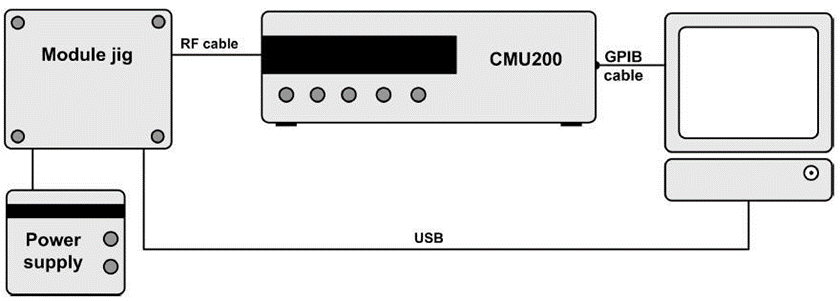 Module jig
RF cable
CMU200
GPIB
cable
Power
supply
USB